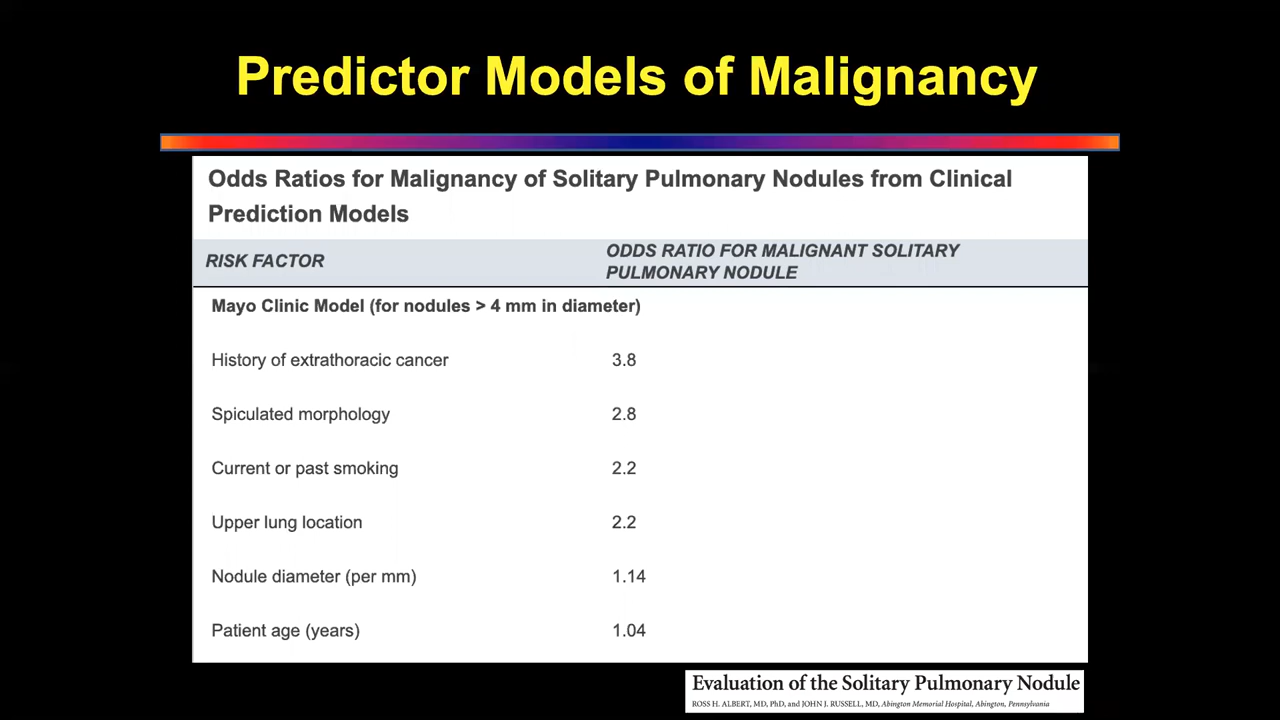 Predictor Models of Malignancy
Odds Ratios for Malignancy of Solitary Pulmonary Nodules from Clinical
Prediction Models
RISK FACTOR
ODDS RATIO FOR MALIGNANT SOLITARY
PULMONARY NODULE
Mayo Clinic Model (for nodules > 4 mm in diameter)
History of extrathoracic cancer 3.8
Spiculated morphology 2.8
Current or past smoking 2.2
Upper lung location 2.2
Nodule diameter (per mm) 1.14
Patient age (years) 1.04
Evaluation of the Solitary Pulmonary Nodule
ROSS H. ALBERT, MD, PhD, and JOHN J. RUSSELL, MD, Abington Memorial Hospital, Abington, Pennsylvania